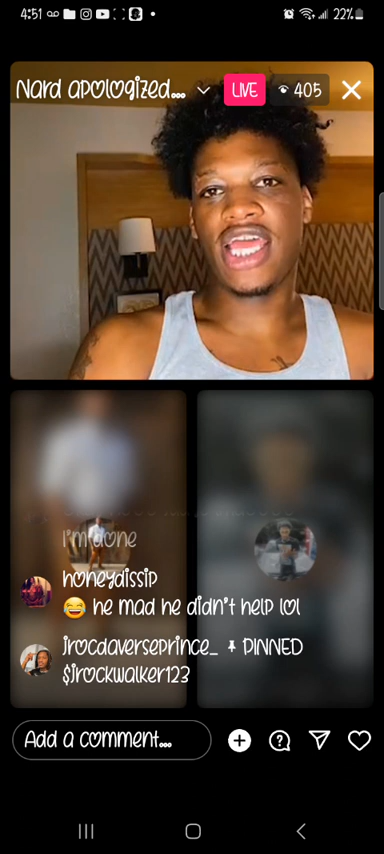 4:51
22%
Nard apologized...
LIVE
405
I'm done
honeydissip
😂 he mad he didn't help lol
jrocdaverseprince_ PINNED
$jrockwalker123
Add a comment...